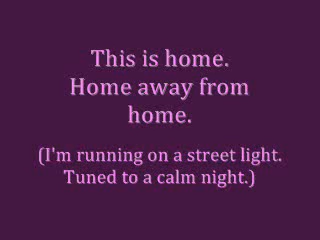 This is home.
Home away from
home.
(I'm running on a street light.
Tuned to a calm night.)